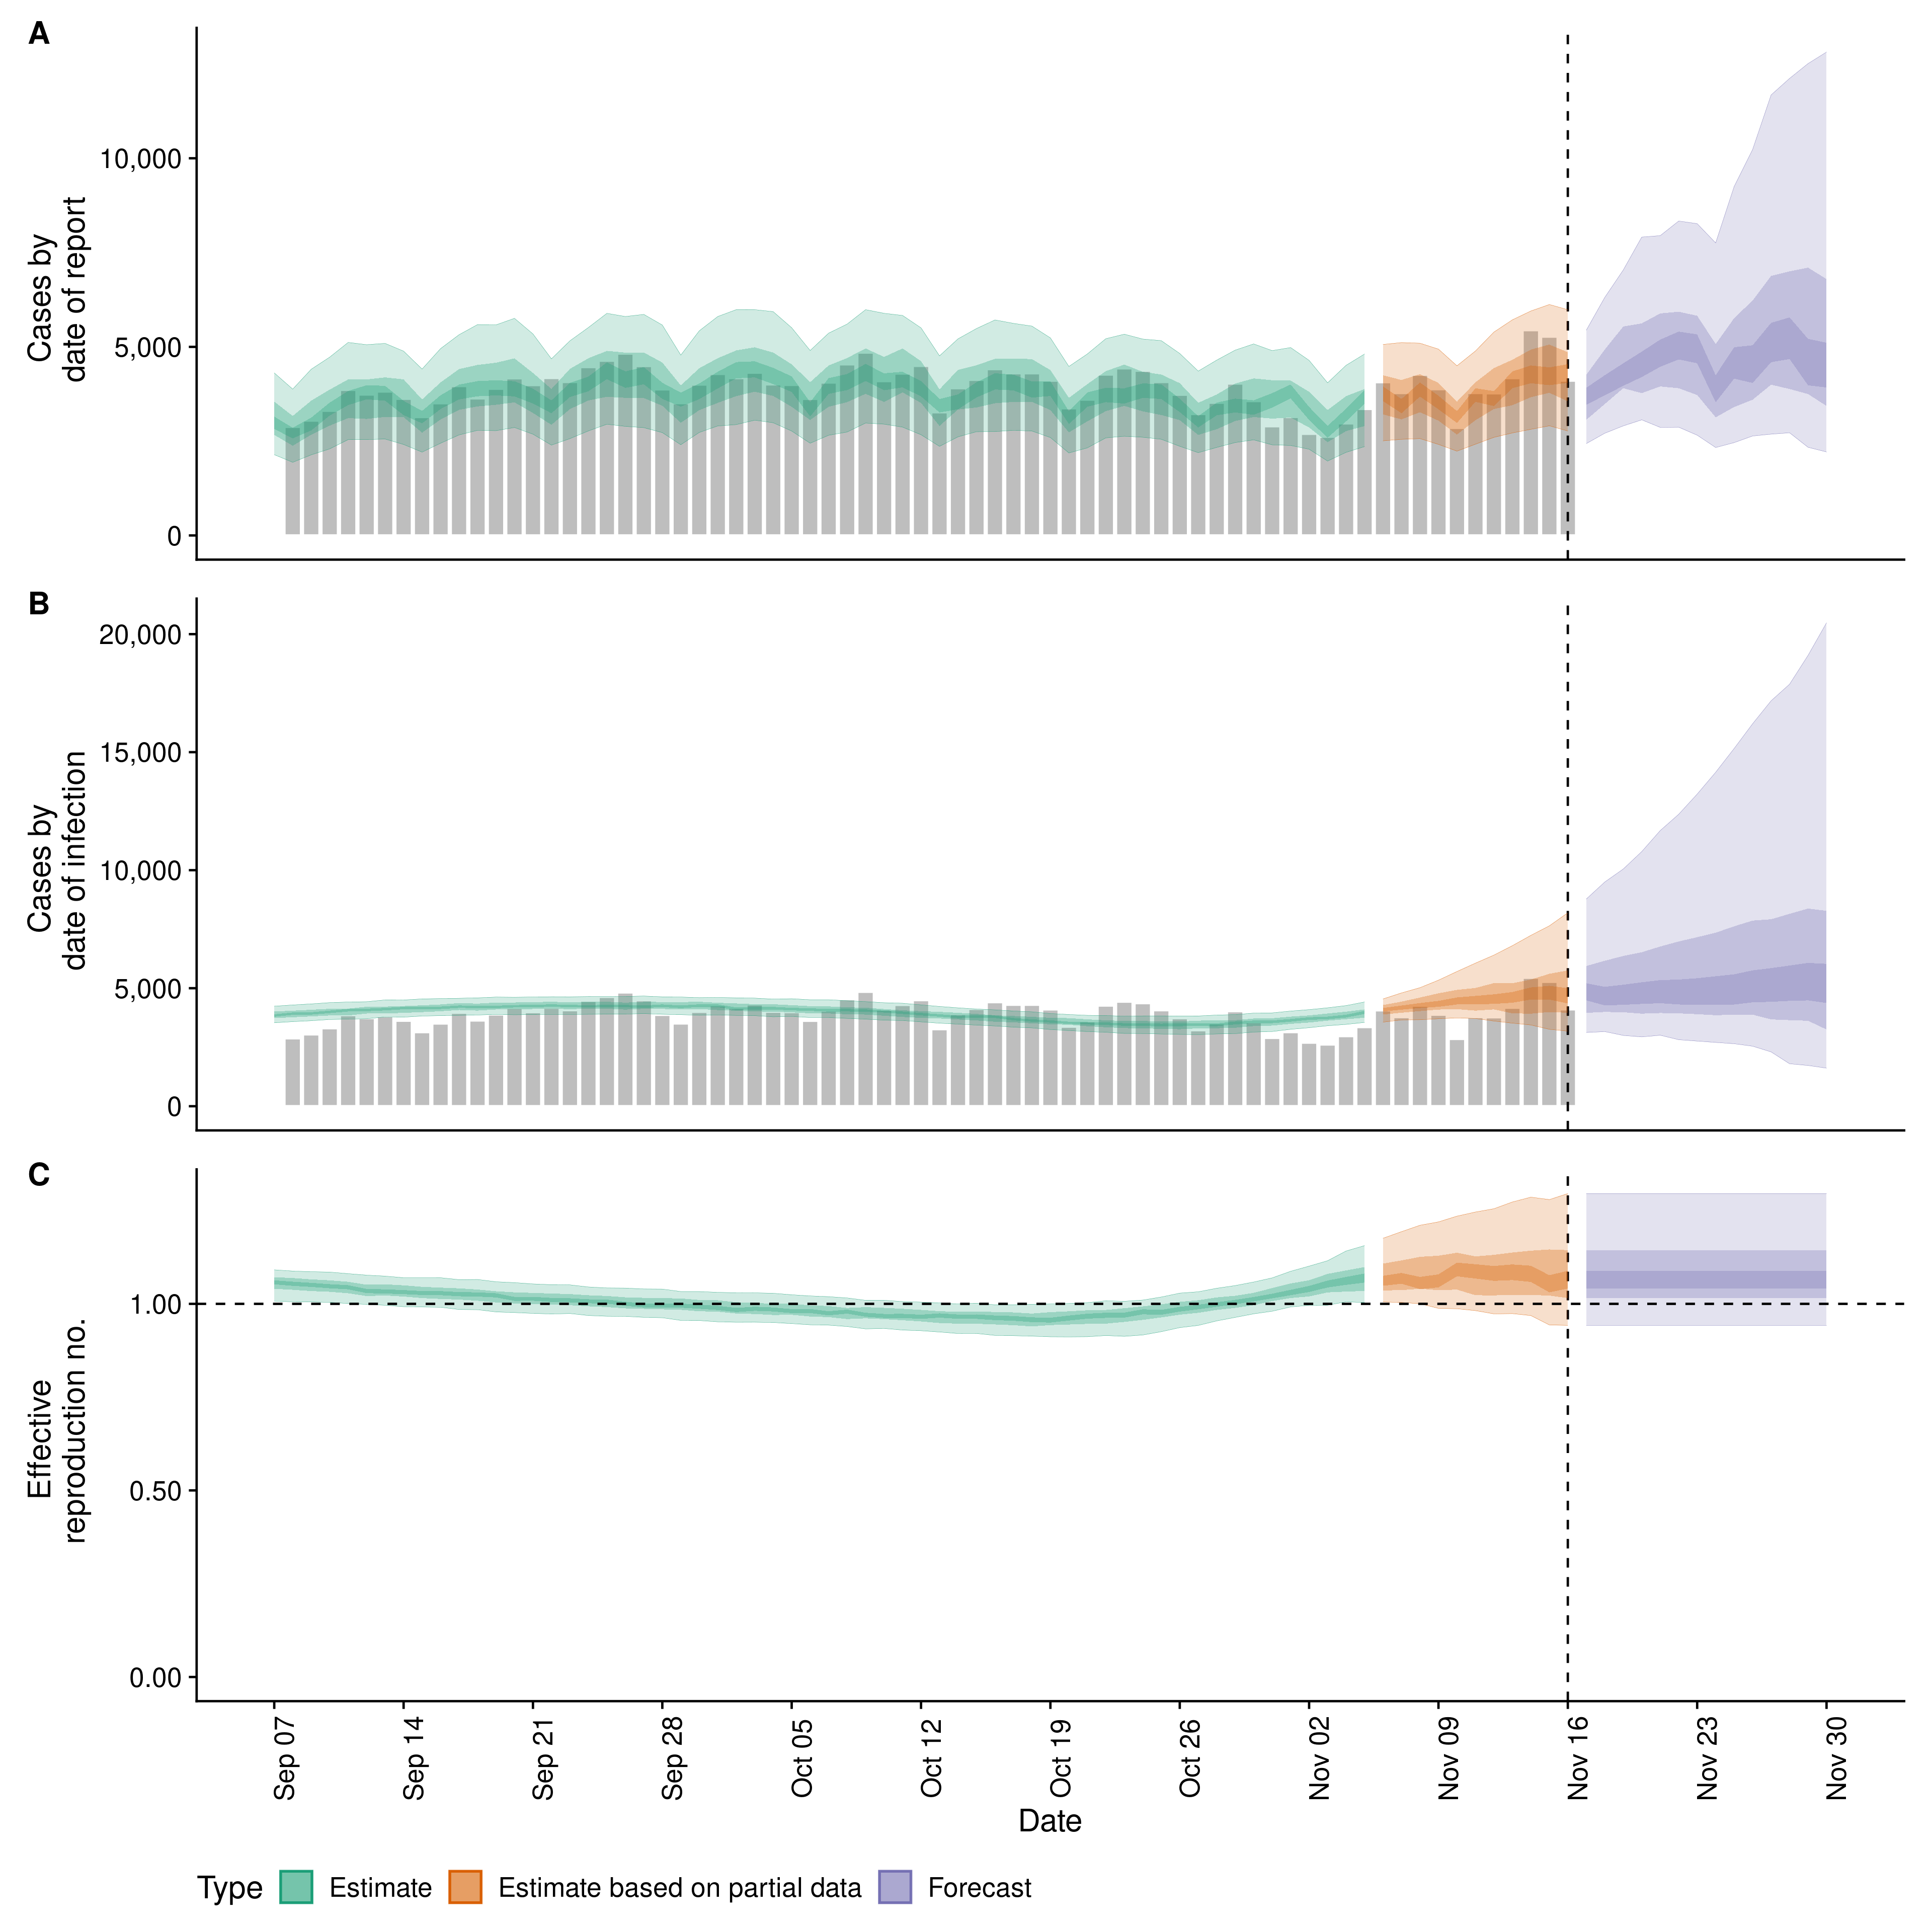 A
Cases by
date of report
10,000
5,000
0
B
Cases by
date of infection
20,000
15,000
10,000
5,000
0
C
Effective
reproduction no.
1.00
0.50
0.00
Sep 07
Sep 14
Sep 21
Sep 28
Oct 05
Oct 12
Oct 19
Oct 26
Nov 02
Nov 09
Nov 16
Nov 23
Nov 30
Date
Type Estimate Estimate based on partial data Forecast